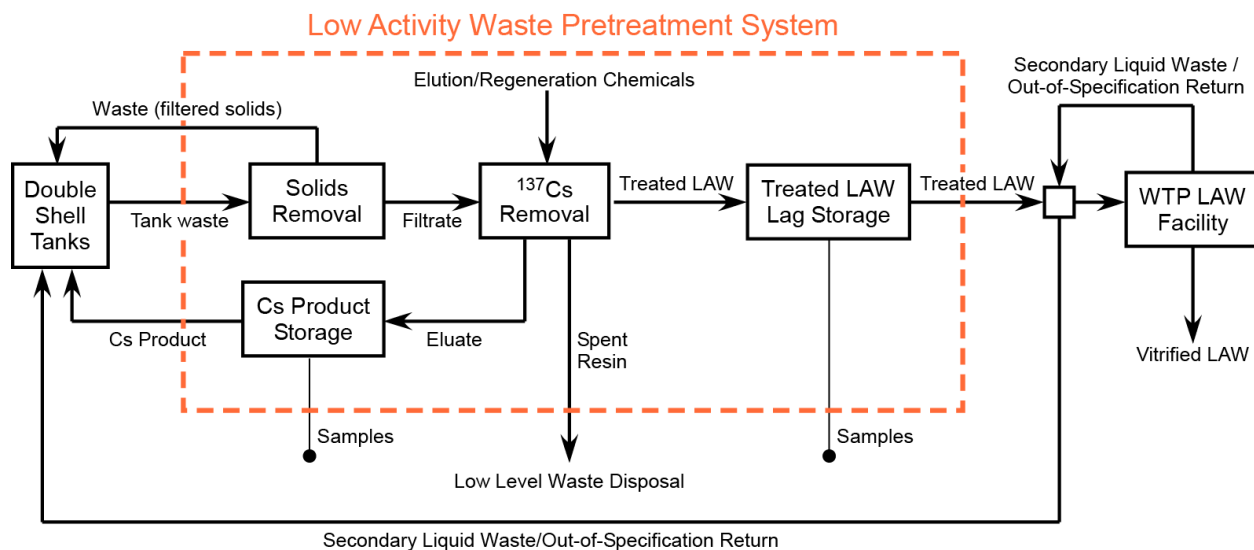 Low Activity Waste Pretreatment System
Elution/Regeneration Chemicals
Secondary Liquid Waste /
Out-of-Specification Return
Waste (filtered solids)
Double
Shell
Tanks
Tank waste
Solids
Removal
Filtrate
¹³⁷Cs
Removal
Treated LAW
Treated LAW
Lag Storage
Treated LAW
WTP LAW
Facility
Cs Product
Cs Product
Storage
Eluate
Spent
Resin
Vitrified LAW
Samples
Samples
Low Level Waste Disposal
Secondary Liquid Waste/Out-of-Specification Return